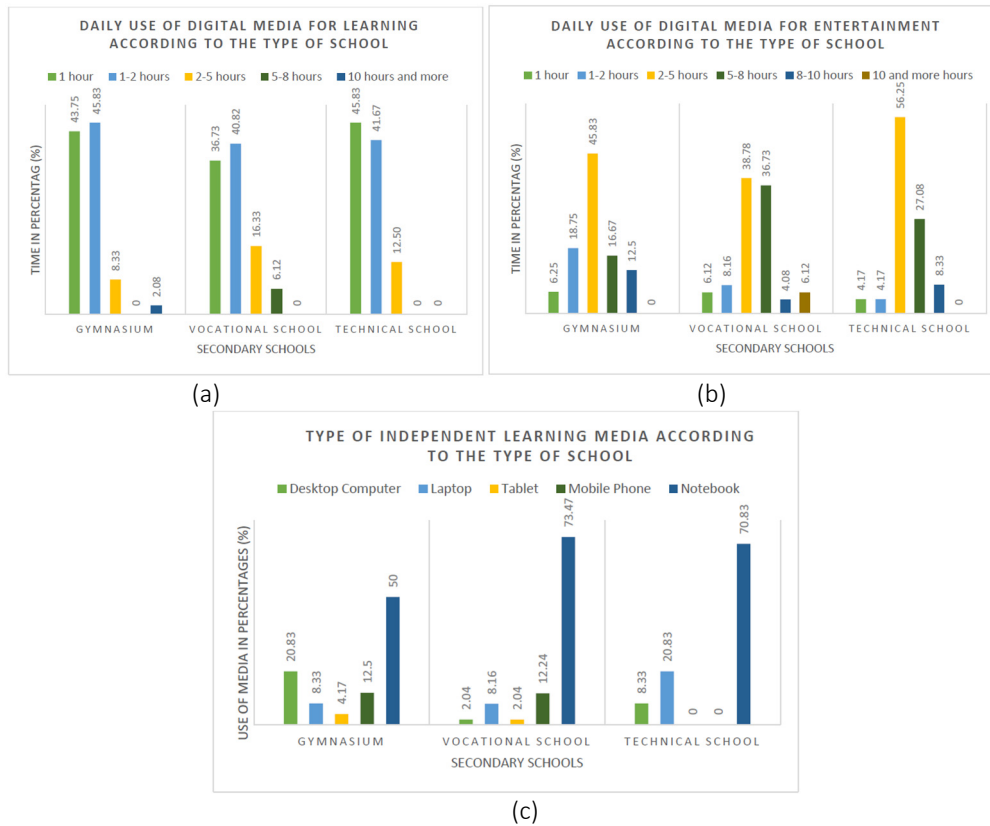 DAILY USE OF DIGITAL MEDIA FOR LEARNING
ACCORDING TO THE TYPE OF SCHOOL
1 hour 1-2 hours 2-5 hours 5-8 hours 10 hours and more
TIME IN PERCENTAG (%)
43.75 45.83 8.33 0 2.08
36.73 40.82 16.33 6.12 0
45.83 41.67 12.50 0 0
GYMNASIUM VOCATIONAL SCHOOL TECHNICAL SCHOOL
SECONDARY SCHOOLS
(a)
DAILY USE OF DIGITAL MEDIA FOR ENTERTAINMENT
ACCORDING TO THE TYPE OF SCHOOL
1 hour 1-2 hours 2-5 hours 5-8 hours 8-10 hours 10 and more hours
TIME IN PERCENTAG (%)
6.25 18.75 45.83 16.67 12.5 0
6.12 8.16 38.78 36.73 4.08 6.12
4.17 4.17 56.25 27.08 8.33 0
GYMNASIUM VOCATIONAL SCHOOL TECHNICAL SCHOOL
SECONDARY SCHOOLS
(b)
TYPE OF INDEPENDENT LEARNING MEDIA ACCORDING
TO THE TYPE OF SCHOOL
Desktop Computer Laptop Tablet Mobile Phone Notebook
USE OF MEDIA IN PERCENTAGES (%)
20.83 8.33 4.17 12.5 50
2.04 8.16 2.04 12.24 73.47
8.33 20.83 0 0 70.83
GYMNASIUM VOCATIONAL SCHOOL TECHNICAL SCHOOL
SECONDARY SCHOOLS
(c)